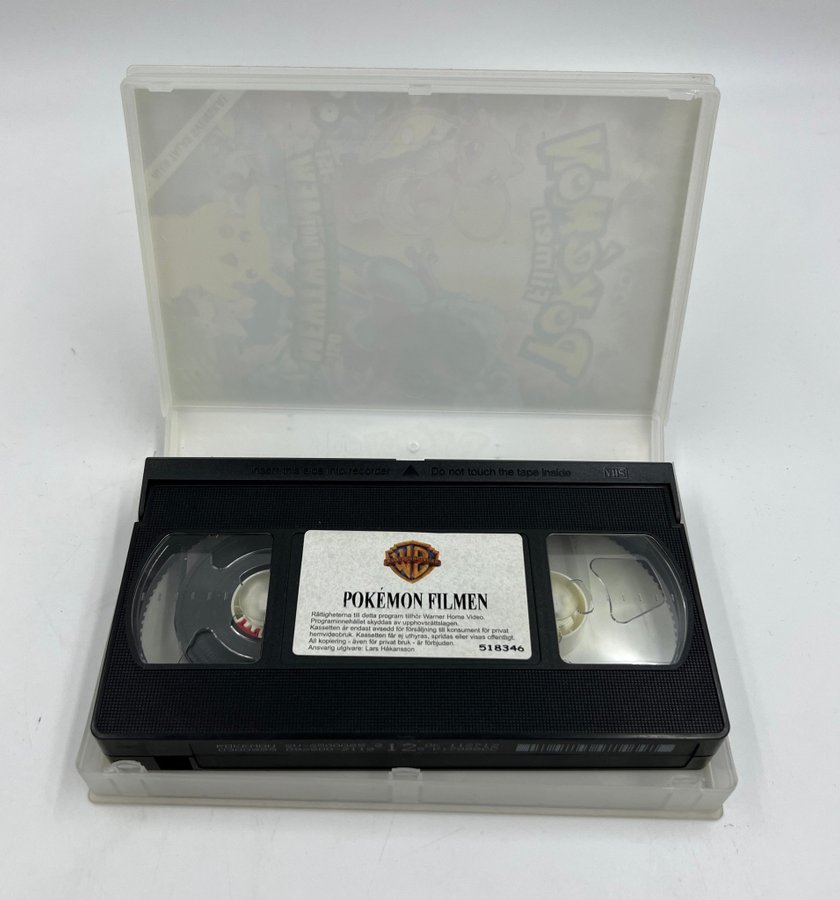 POKÉMON
FILMEN
MEWTWO
Insert this side into recorder ▲ Do not touch the tape inside VHS
WB
POKÉMON FILMEN
Rättigheterna till detta program tillhör Warner Home Video.
Programinnehållet skyddas av upphovsrättslagen.
Kassetten är endast avsedd för försäljning till konsument för privat
hemvideobruk. Kassetten får ej uthyras, spridas eller visas offentligt.
All kopiering - även för privat bruk - är förbjuden.
Ansvarig utgivare: Lars Håkansson
518346